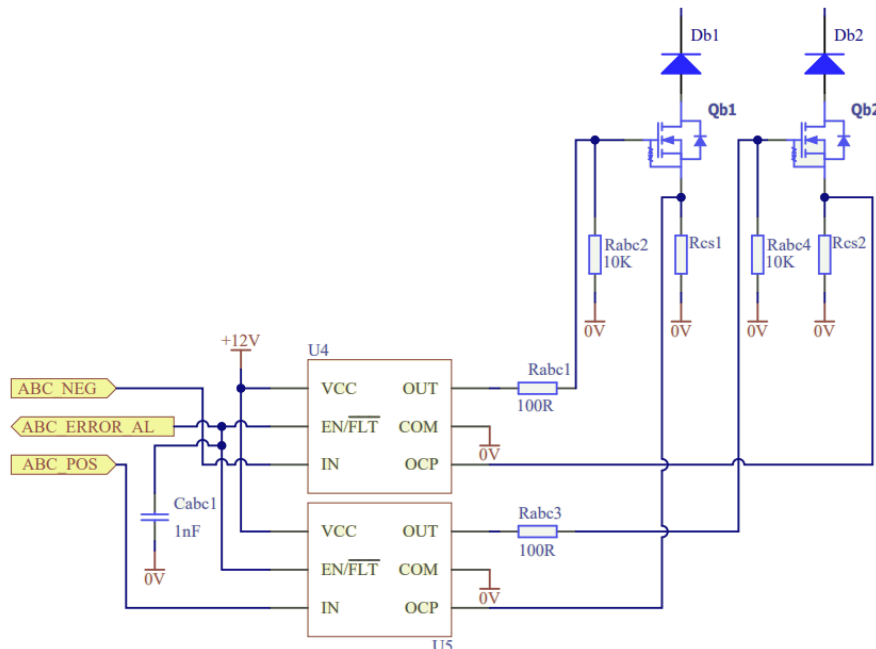 Db1
Db2
Qb1
Qb2
Rabc2
10K
Rcs1
Rabc4
10K
Rcs2
0V
0V
0V
0V
+12V
U4
ABC_NEG
VCC
OUT
Rabc1
100R
ABC_ERROR_AL
EN/FLT
COM
0V
ABC_POS
IN
OCP
Cabc1
1nF
0V
VCC
OUT
Rabc3
100R
EN/FLT
COM
0V
IN
OCP
U5